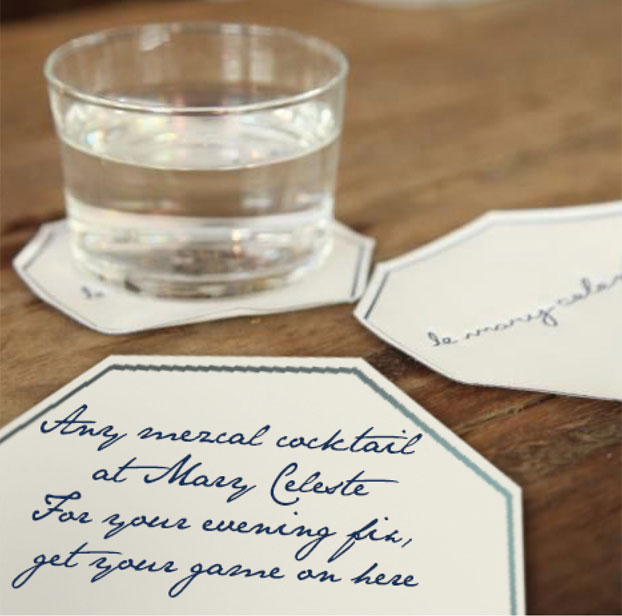 le
le mary celes
Any mezcal cocktail
at Mary Celeste
For your evening fix,
get your game on here